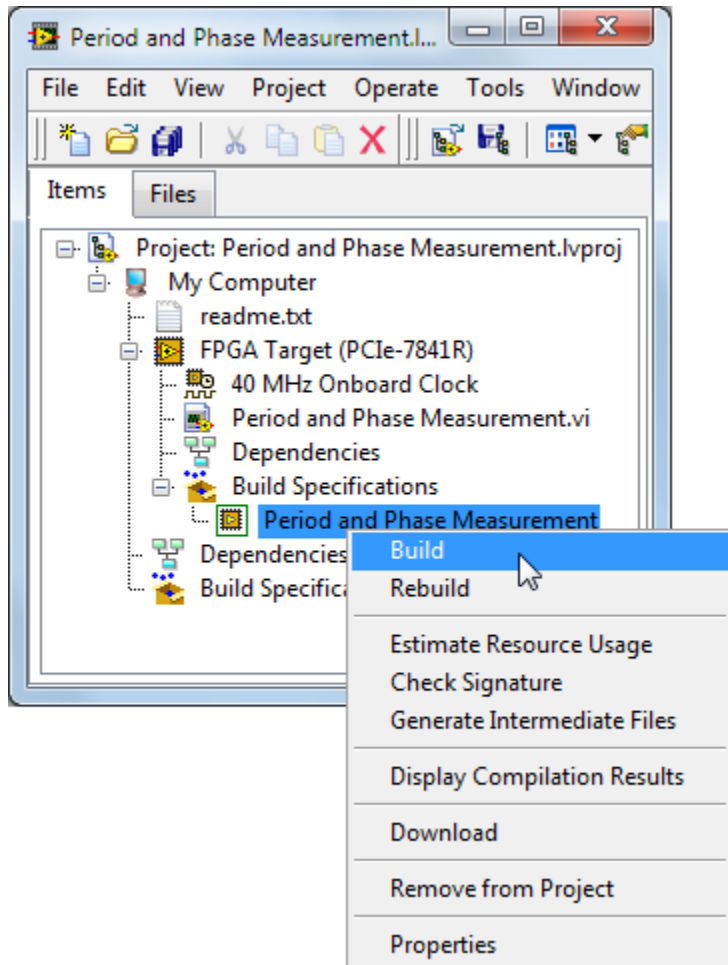 Period and Phase Measurement.l...
File Edit View Project Operate Tools Window
Items Files
Project: Period and Phase Measurement.lvproj
My Computer
readme.txt
FPGA Target (PCIe-7841R)
40 MHz Onboard Clock
Period and Phase Measurement.vi
Dependencies
Build Specifications
Period and Phase Measurement
Dependencies
Build Specifica
Build
Rebuild
Estimate Resource Usage
Check Signature
Generate Intermediate Files
Display Compilation Results
Download
Remove from Project
Properties